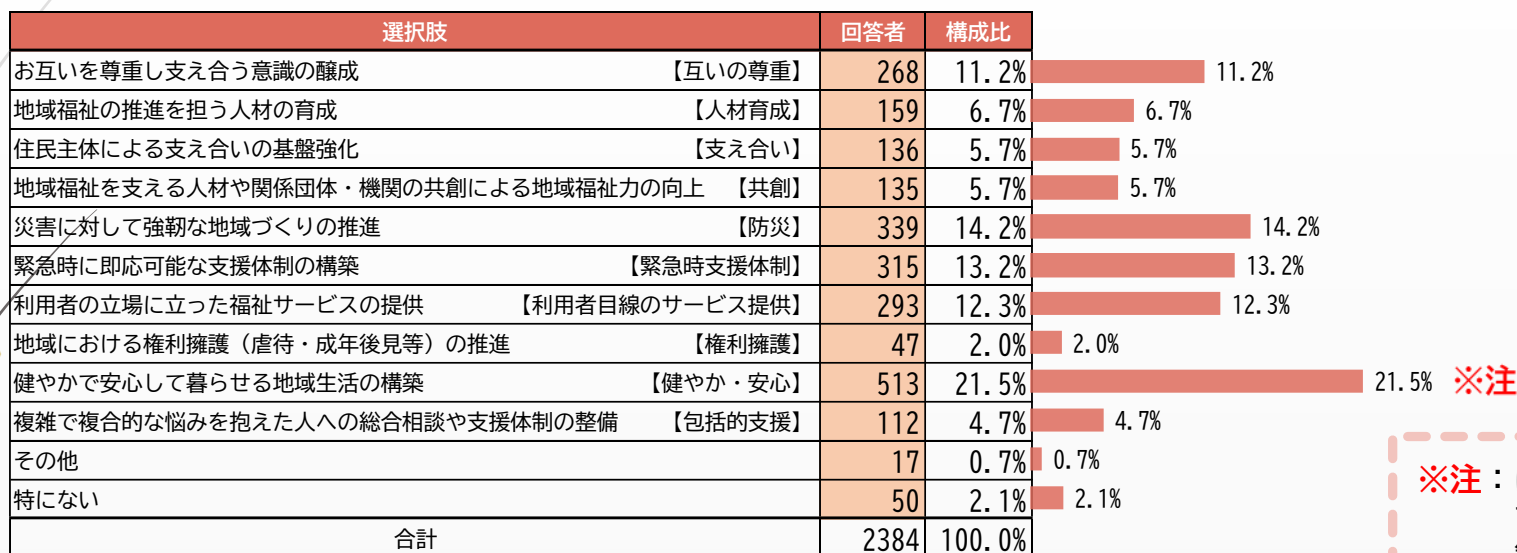 選択肢 回答者 構成比
お互いを尊重し支え合う意識の醸成 【互いの尊重】 268 11.2% 11.2%
地域福祉の推進を担う人材の育成 【人材育成】 159 6.7% 6.7%
住民主体による支え合いの基盤強化 【支え合い】 136 5.7% 5.7%
地域福祉を支える人材や関係団体・機関の共創による地域福祉力の向上 【共創】 135 5.7% 5.7%
災害に対して強靭な地域づくりの推進 【防災】 339 14.2% 14.2%
緊急時に即応可能な支援体制の構築 【緊急時支援体制】 315 13.2% 13.2%
利用者の立場に立った福祉サービスの提供 【利用者目線のサービス提供】 293 12.3% 12.3%
地域における権利擁護（虐待・成年後見等）の推進 【権利擁護】 47 2.0% 2.0%
健やかで安心して暮らせる地域生活の構築 【健やか・安心】 513 21.5% 21.5% ※注
複雑で複合的な悩みを抱えた人への総合相談や支援体制の整備 【包括的支援】 112 4.7% 4.7%
その他 17 0.7% 0.7%
特にない 50 2.1% 2.1%
合計 2384 100.0%
※注：